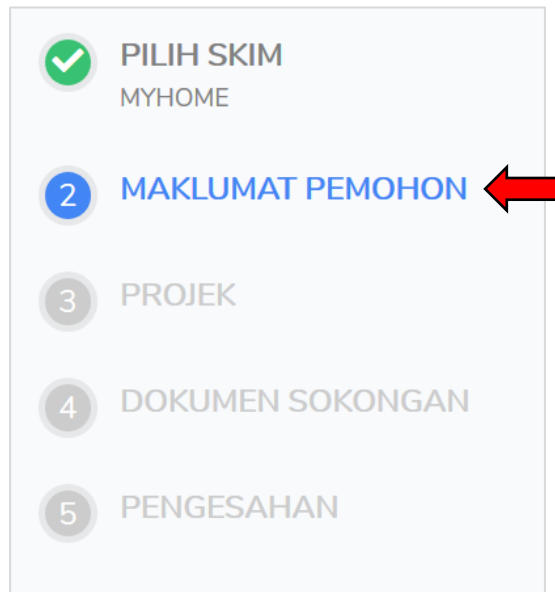 PILIH SKIM
MYHOME
2 MAKLUMAT PEMOHON
3 PROJEK
4 DOKUMEN SOKONGAN
5 PENGESAHAN